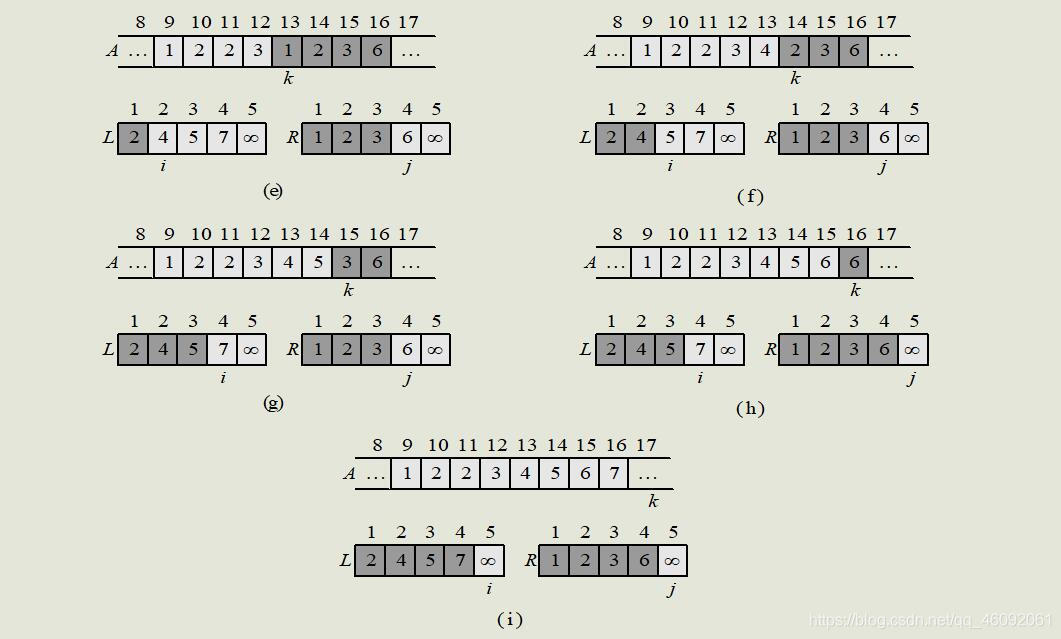 8 9 10 11 12 13 14 15 16 17
A ... 1 2 2 3 1 2 3 6 ...
k
1 2 3 4 5
L 2 4 5 7 ∞
i
1 2 3 4 5
R 1 2 3 6 ∞
j
(e)
8 9 10 11 12 13 14 15 16 17
A ... 1 2 2 3 4 2 3 6 ...
k
1 2 3 4 5
L 2 4 5 7 ∞
i
1 2 3 4 5
R 1 2 3 6 ∞
j
(f)
8 9 10 11 12 13 14 15 16 17
A ... 1 2 2 3 4 5 3 6 ...
k
1 2 3 4 5
L 2 4 5 7 ∞
i
1 2 3 4 5
R 1 2 3 6 ∞
j
(g)
8 9 10 11 12 13 14 15 16 17
A ... 1 2 2 3 4 5 6 6 ...
k
1 2 3 4 5
L 2 4 5 7 ∞
i
1 2 3 4 5
R 1 2 3 6 ∞
j
(h)
8 9 10 11 12 13 14 15 16 17
A ... 1 2 2 3 4 5 6 7 ...
k
1 2 3 4 5
L 2 4 5 7 ∞
i
1 2 3 4 5
R 1 2 3 6 ∞
j
(i)
https://blog.csdn.net/qq_46092061